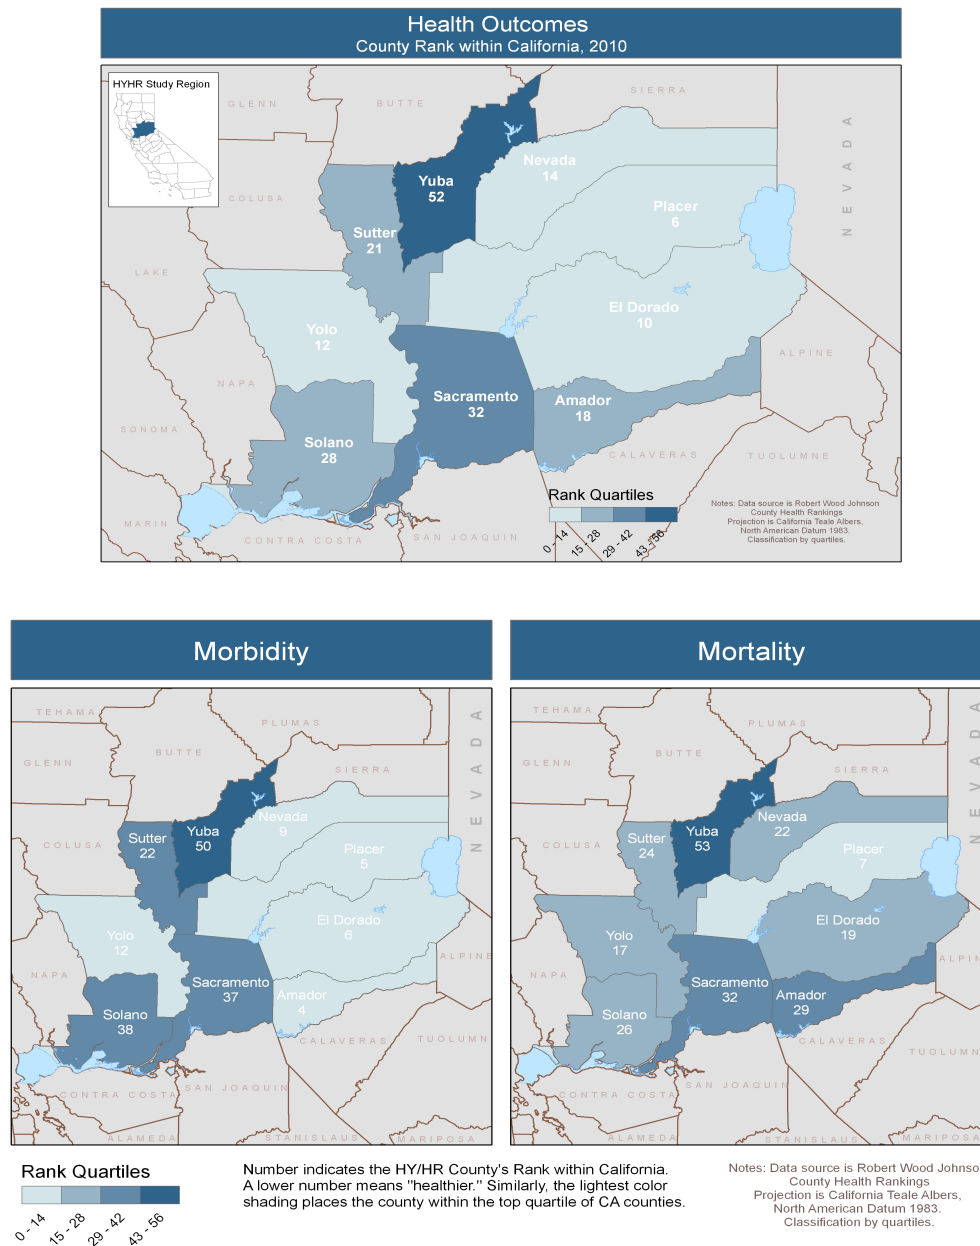 Health Outcomes
County Rank within California, 2010
HYHR Study Region
GLENN
BUTTE
SIERRA
NEVADA
Nevada
14
Yuba
52
COLUSA
Placer
6
Sutter
21
LAKE
El Dorado
10
Yolo
12
ALPINE
NAPA
Sacramento
32
Amador
18
SONOMA
Solano
28
CALAVERAS
TUOLUMNE
Rank Quartiles
0 - 14
15 - 28
29 - 42
43 - 56
Notes: Data source is Robert Wood Johnson
County Health Rankings
Projection is California Teale Albers,
North American Datum 1983.
Classification by quartiles.
MARIN
CONTRA COSTA
SAN JOAQUIN
Morbidity
TEHAMA
PLUMAS
NEVADA
BUTTE
GLENN
SIERRA
Nevada
9
Yuba
50
Sutter
22
COLUSA
Placer
5
El Dorado
6
Yolo
12
ALPINE
NAPA
Sacramento
37
Amador
4
Solano
38
CALAVERAS
TUOLUMN
SAN JOAQUIN
CONTRA COSTA
ALAMEDA
STANISLAUS
MARIPOSA
Mortality
TEHAMA
PLUMAS
NEVADA
BUTTE
GLENN
SIERRA
Nevada
22
Yuba
53
Sutter
24
COLUSA
Placer
7
El Dorado
19
Yolo
17
ALPIN
NAPA
Sacramento
32
Amador
29
Solano
26
CALAVERAS
TUOLUMN
SAN JOAQUIN
CONTRA COSTA
ALAMEDA
STANISLAUS
MARIPOSA
Rank Quartiles
0 - 14
15 - 28
29 - 42
43 - 56
Number indicates the HY/HR County's Rank within California.
A lower number means "healthier." Similarly, the lightest color
shading places the county within the top quartile of CA counties.
Notes: Data source is Robert Wood Johnso
County Health Rankings
Projection is California Teale Albers,
North American Datum 1983.
Classification by quartiles.